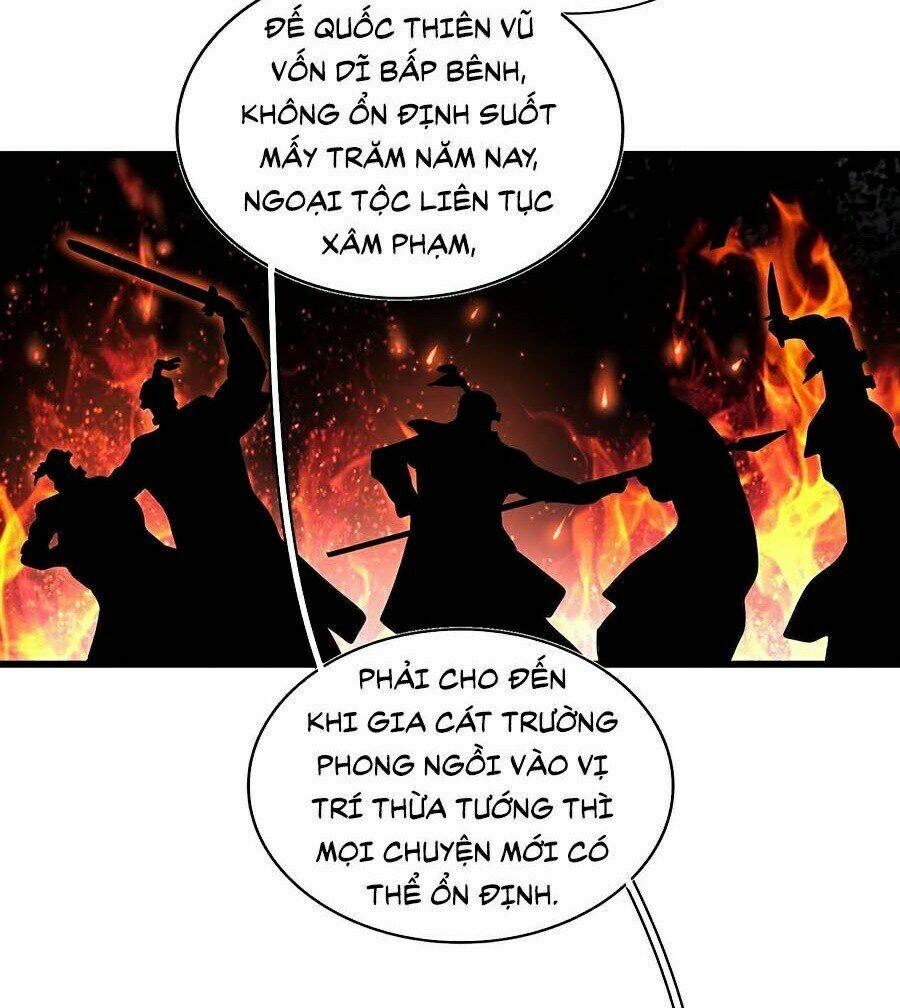 ĐẾ QUỐC THIÊN VŨ
VỐN DĨ BẤP BÊNH,
KHÔNG ỔN ĐỊNH SUỐT
MẤY TRĂM NĂM NAY,
NGOẠI TỘC LIÊN TỤC
XÂM PHẠM,
PHẢI CHO ĐẾN
KHI GIA CÁT TRƯỜNG
PHONG NGỒI VÀO VỊ
TRÍ THỪA TƯỚNG THÌ
MỌI CHUYỆN MỚI CÓ
THỂ ỔN ĐỊNH.